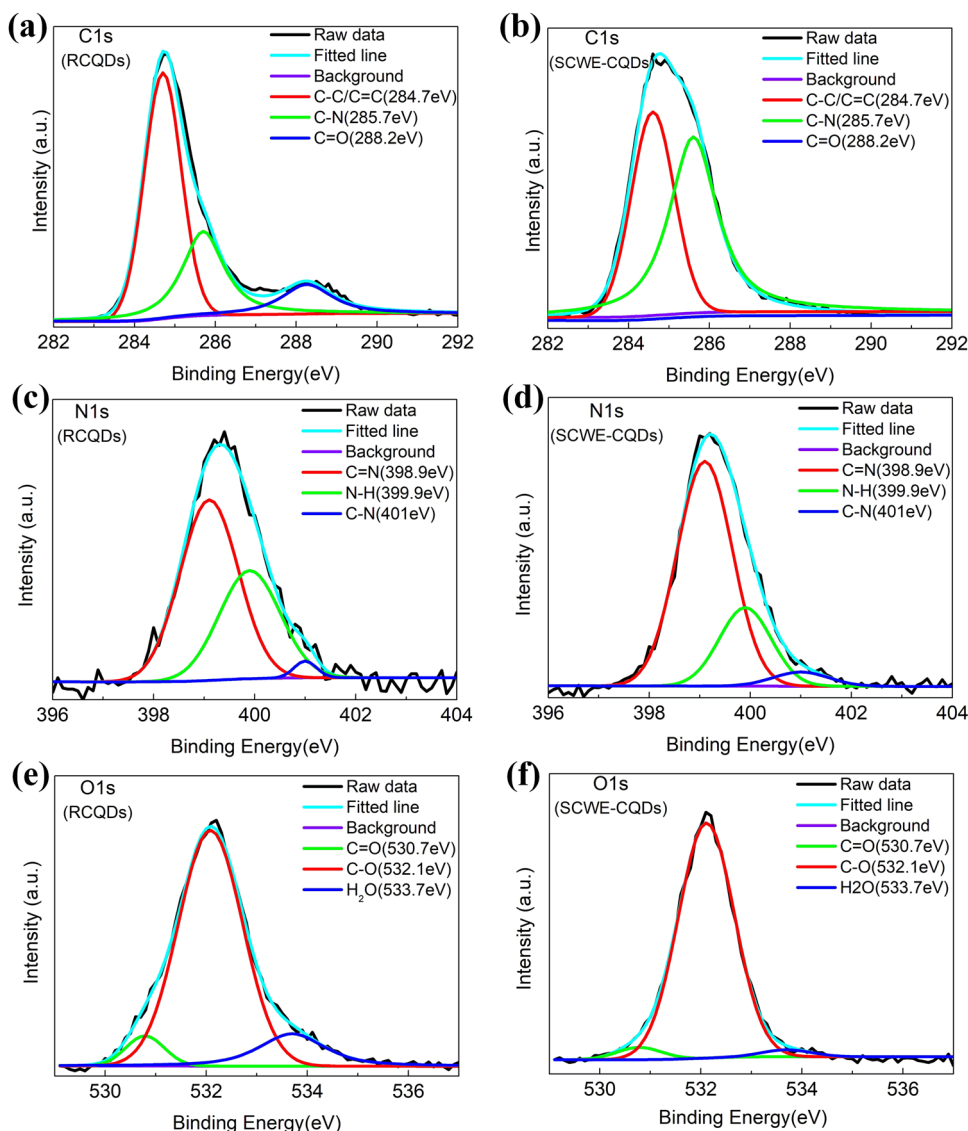 (a)
C1s
(RCQDs)
Raw data
Fitted line
Background
C-C/C=C(284.7eV)
C-N(285.7eV)
C=O(288.2eV)
Intensity (a.u.)
282 284 286 288 290 292
Binding Energy(eV)
(b)
C1s
(SCWE-CQDs)
Raw data
Fitted line
Background
C-C/C=C(284.7eV)
C-N(285.7eV)
C=O(288.2eV)
Intensity (a.u.)
282 284 286 288 290 292
Binding Energy(eV)
(c)
N1s
(RCQDs)
Raw data
Fitted line
Background
C=N(398.9eV)
N-H(399.9eV)
C-N(401eV)
Intensity (a.u.)
396 398 400 402 404
Binding Energy(eV)
(d)
N1s
(SCWE-CQDs)
Raw data
Fitted line
Background
C=N(398.9eV)
N-H(399.9eV)
C-N(401eV)
Intensity (a.u.)
396 398 400 402 404
Binding Energy(eV)
(e)
O1s
(RCQDs)
Raw data
Fitted line
Background
C=O(530.7eV)
C-O(532.1eV)
H₂O(533.7eV)
Intensity (a.u.)
530 532 534 536
Binding Energy(eV)
(f)
O1s
(SCWE-CQDs)
Raw data
Fitted line
Background
C=O(530.7eV)
C-O(532.1eV)
H2O(533.7eV)
Intensity (a.u.)
530 532 534 536
Binding Energy(eV)